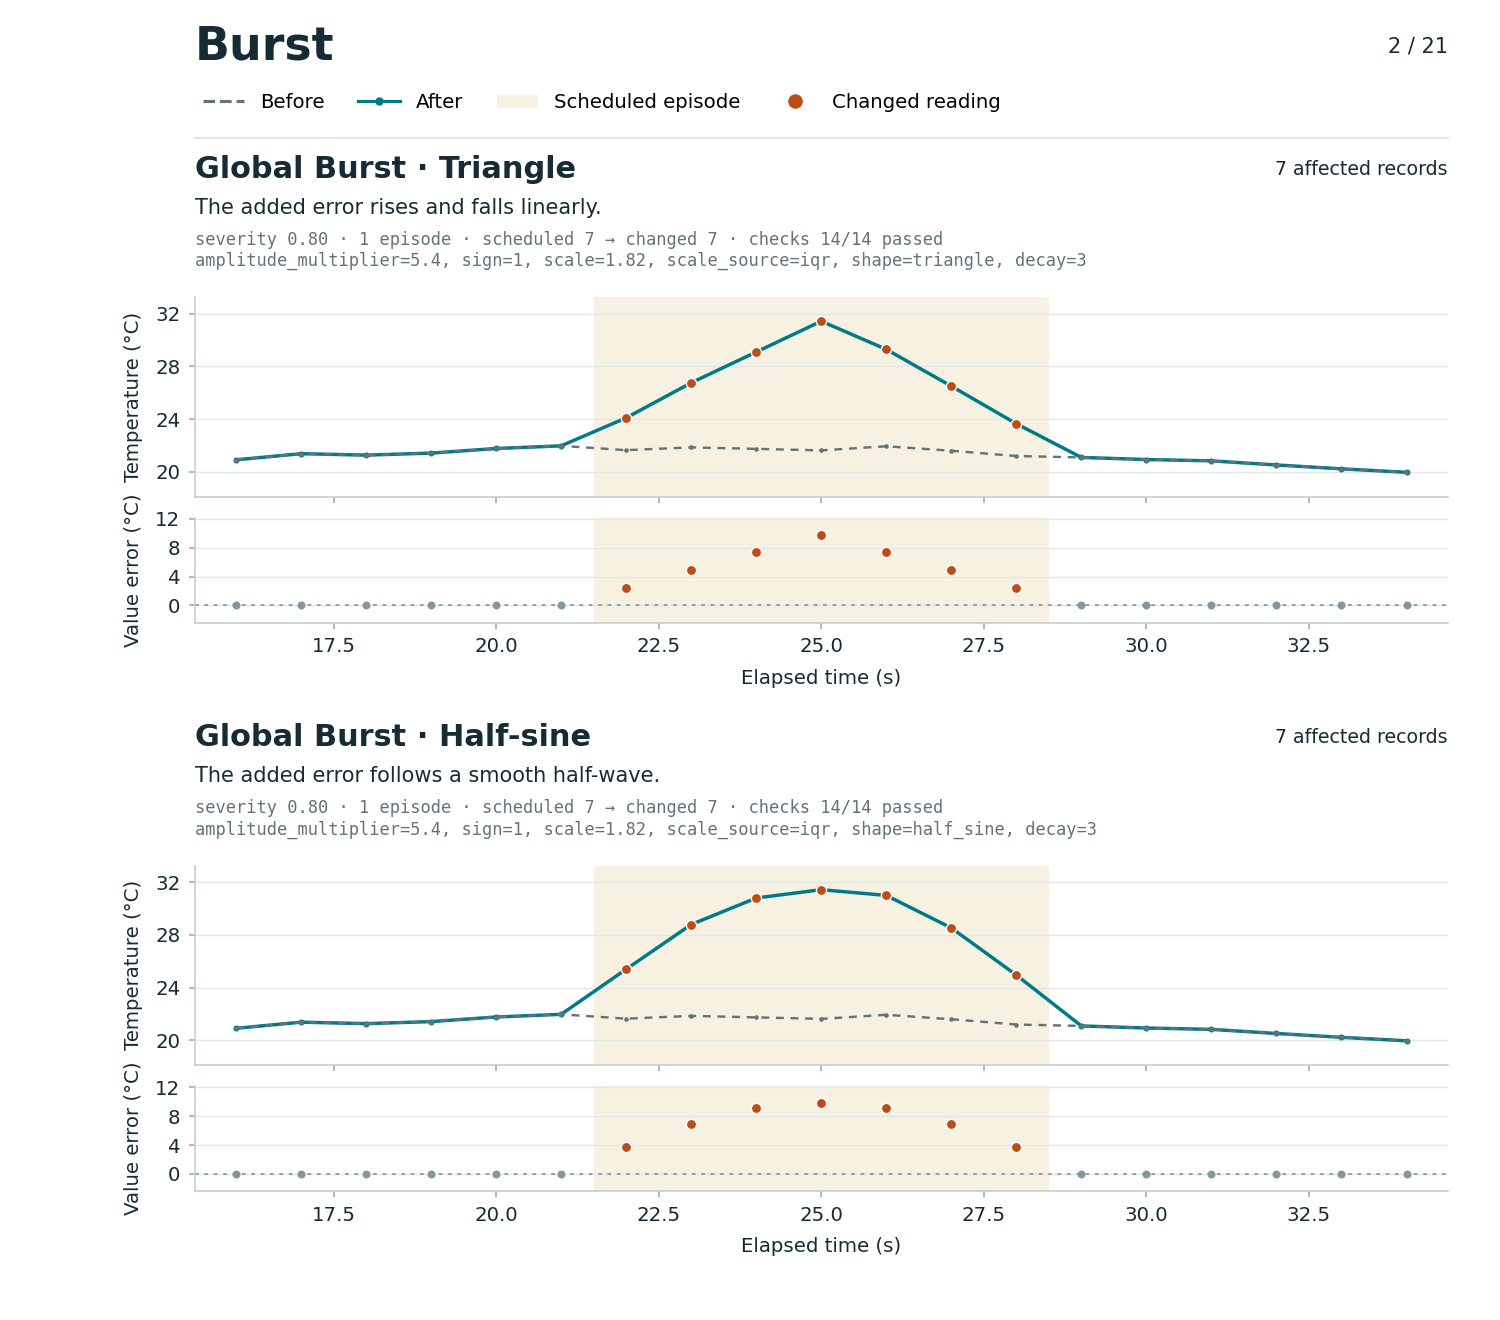 Burst
2 / 21
Before
After
Scheduled episode
Changed reading
Global Burst · Triangle
7 affected records
The added error rises and falls linearly.
severity 0.80 · 1 episode · scheduled 7 → changed 7 · checks 14/14 passed
amplitude_multiplier=5.4, sign=1, scale=1.82, scale_source=iqr, shape=triangle, decay=3
Temperature (°C)
32
28
24
20
Value error (°C)
12
8
4
0
17.5
20.0
22.5
25.0
27.5
30.0
32.5
Elapsed time (s)
Global Burst · Half-sine
7 affected records
The added error follows a smooth half-wave.
severity 0.80 · 1 episode · scheduled 7 → changed 7 · checks 14/14 passed
amplitude_multiplier=5.4, sign=1, scale=1.82, scale_source=iqr, shape=half_sine, decay=3
Temperature (°C)
32
28
24
20
Value error (°C)
12
8
4
0
17.5
20.0
22.5
25.0
27.5
30.0
32.5
Elapsed time (s)